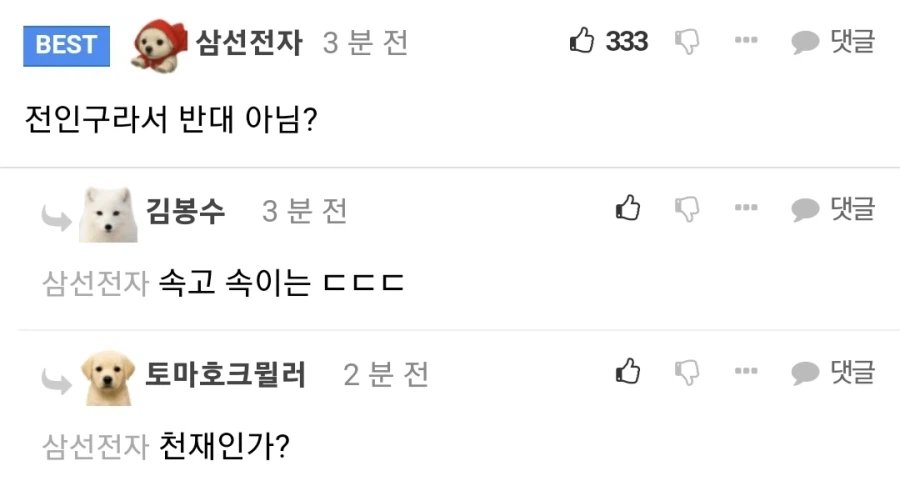 BEST 삼선전자 3 분 전 333 댓글
전인구라서 반대 아님?
김봉수 3 분 전 댓글
삼선전자 속고 속이는 ㄷㄷㄷ
토마호크뮐러 2 분 전 댓글
삼선전자 천재인가?